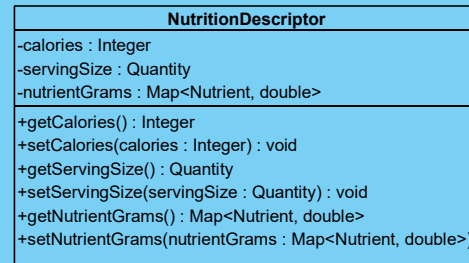 NutritionDescriptor
-calories : Integer
-servingSize : Quantity
-nutrientGrams : Map<Nutrient, double>
+getCalories() : Integer
+setCalories(calories : Integer) : void
+getServingSize() : Quantity
+setServingSize(servingSize : Quantity) : void
+getNutrientGrams() : Map<Nutrient, double>
+setNutrientGrams(nutrientGrams : Map<Nutrient, double>)